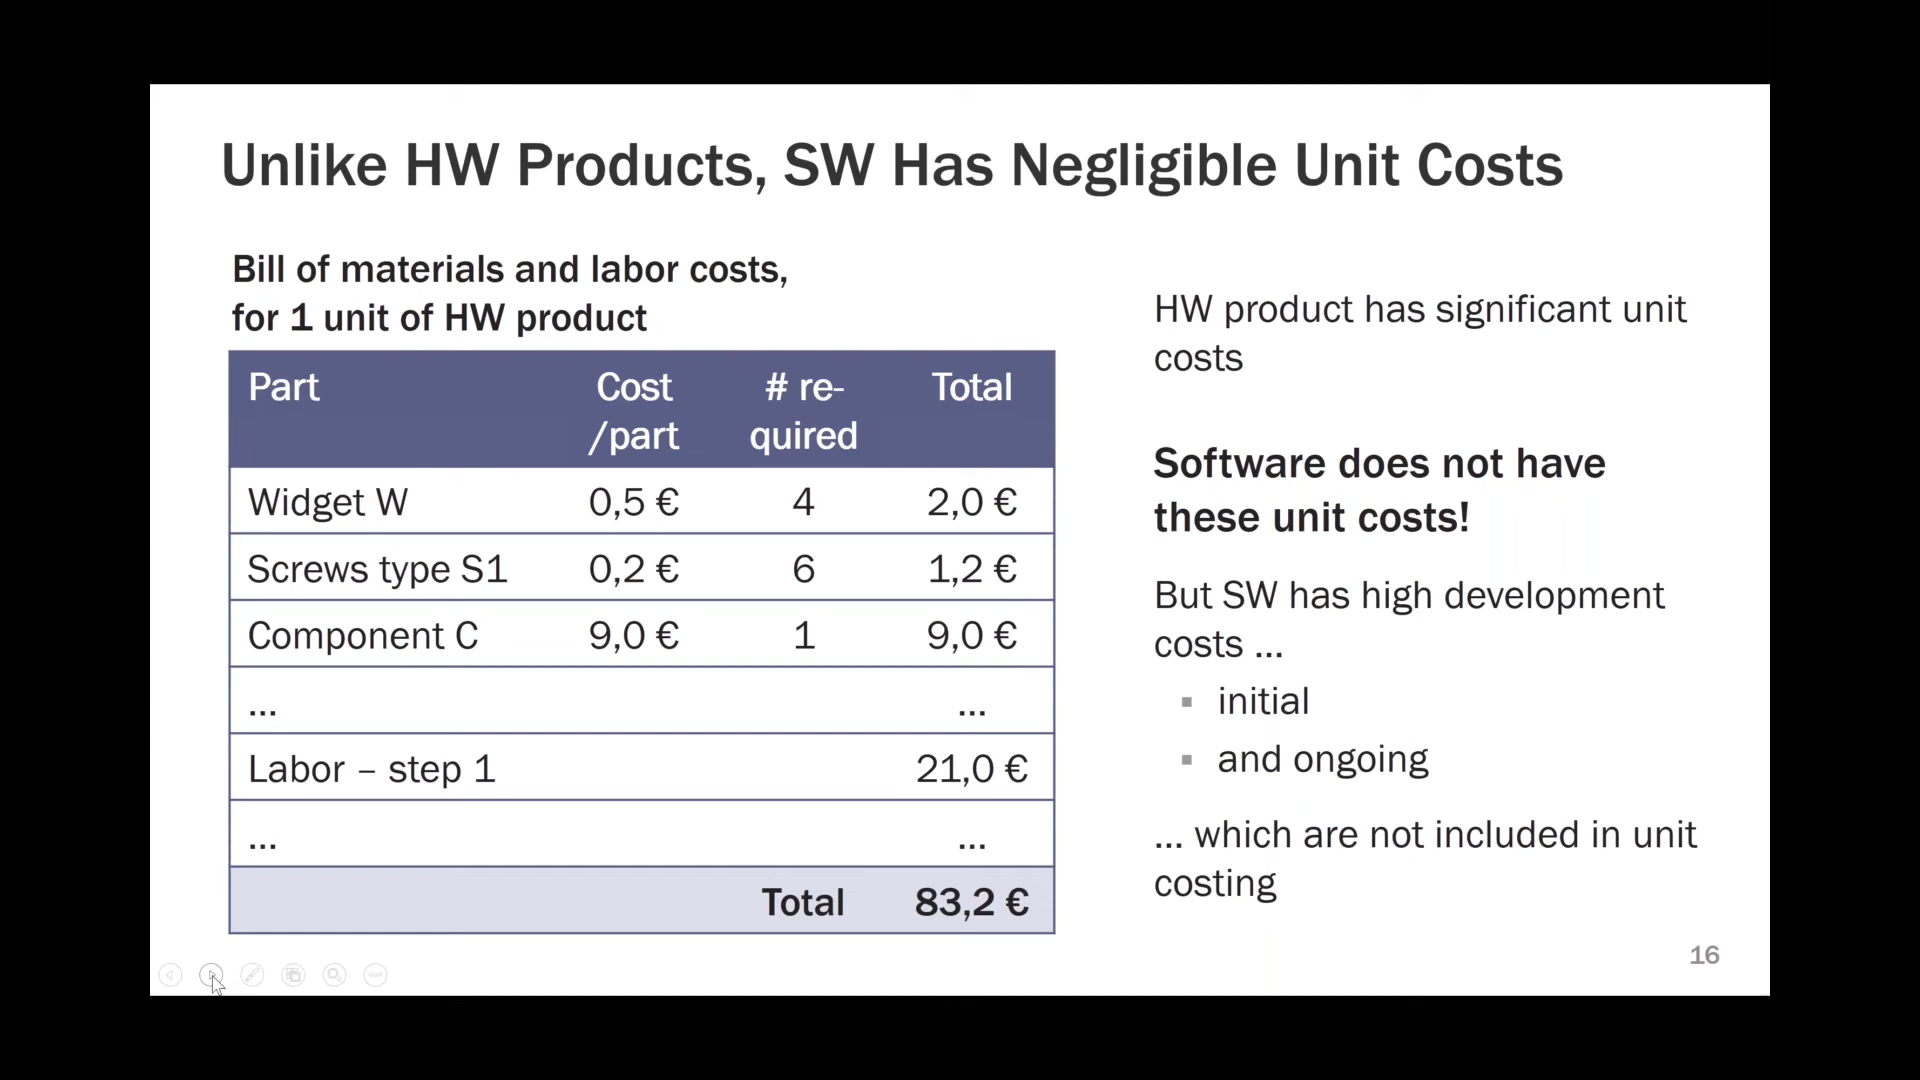 Unlike HW Products, SW Has Negligible Unit Costs
Bill of materials and labor costs,
for 1 unit of HW product
Part Cost /part # re-quired Total
Widget W 0,5 € 4 2,0 €
Screws type S1 0,2 € 6 1,2 €
Component C 9,0 € 1 9,0 €
... ...
Labor – step 1 21,0 €
... ...
Total 83,2 €
HW product has significant unit
costs
Software does not have
these unit costs!
But SW has high development
costs ...
▪ initial
▪ and ongoing
... which are not included in unit
costing
16